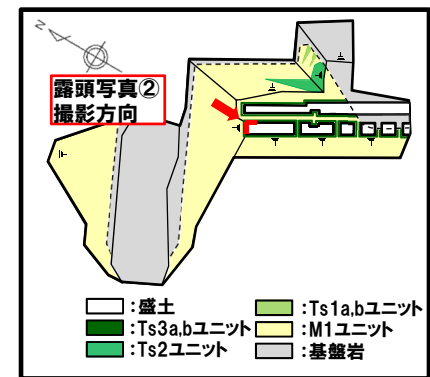 N
露頭写真②
撮影方向
:盛土
:Ts1a,bユニット
:Ts3a,bユニット
:M1ユニット
:Ts2ユニット
:基盤岩